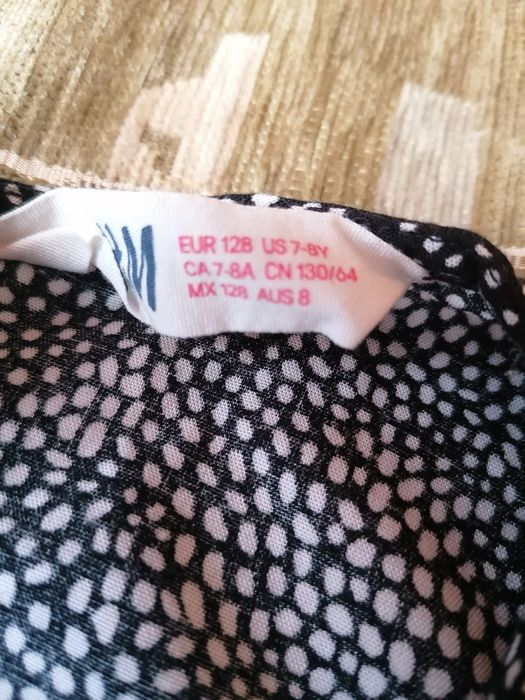 &M
EUR 128 US 7-8Y
CA 7-8A CN 130/64
MX 128 AUS 8